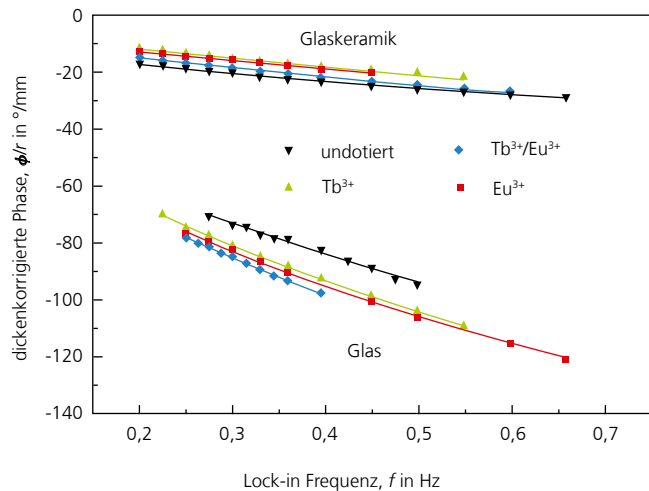 0
-20
-40
-60
-80
-100
-120
-140
dickenkorrigierte Phase, ϕ/r in °/mm
Glaskeramik
undotiert
Tb³⁺/Eu³⁺
Tb³⁺
Eu³⁺
Glas
0,2 0,3 0,4 0,5 0,6 0,7
Lock-in Frequenz, f in Hz